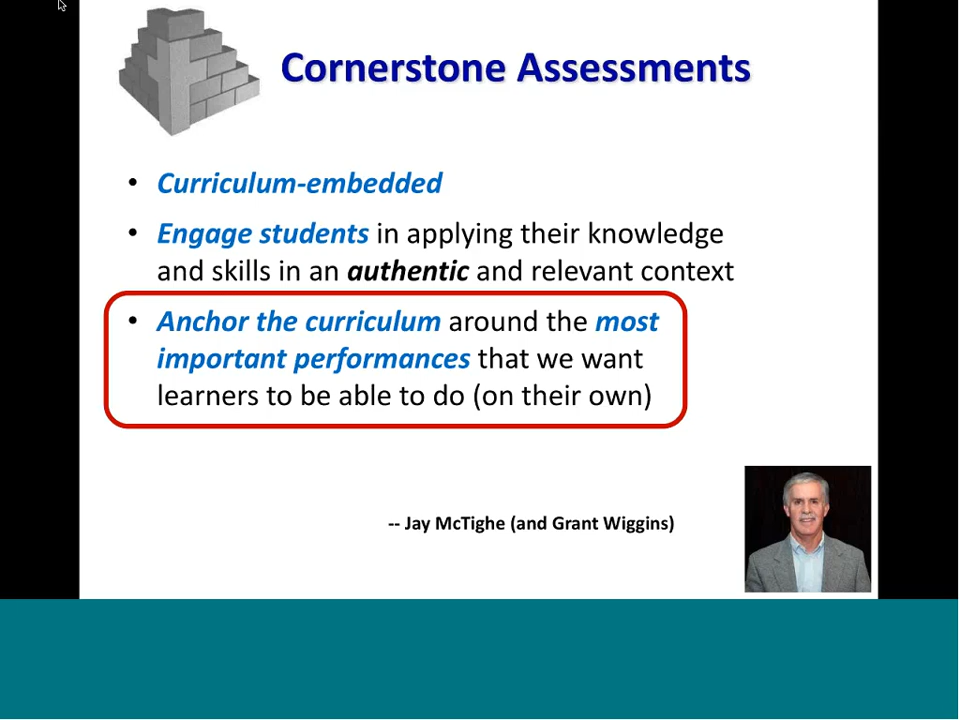 Cornerstone Assessments
• Curriculum-embedded
• Engage students in applying their knowledge
and skills in an authentic and relevant context
• Anchor the curriculum around the most
important performances that we want
learners to be able to do (on their own)
-- Jay McTighe (and Grant Wiggins)